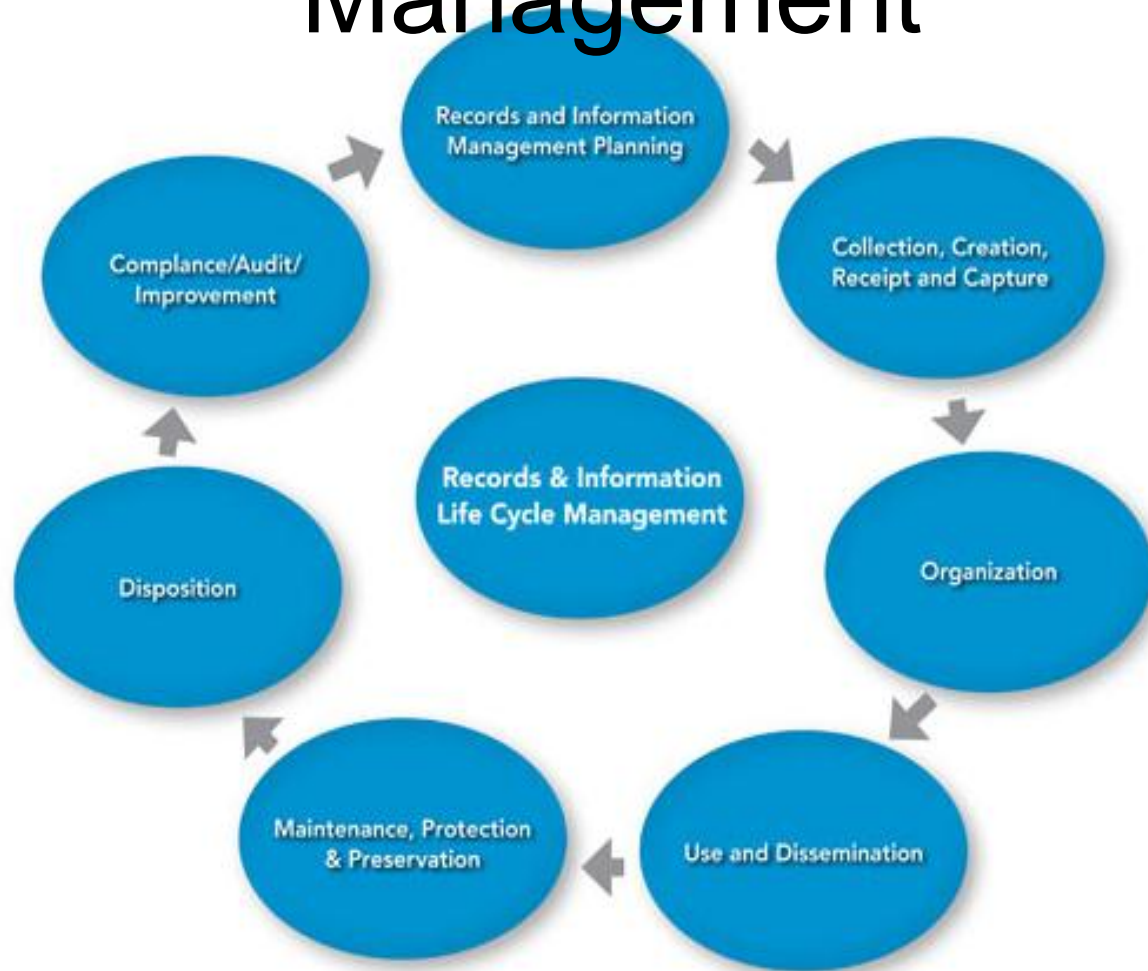 Management
Records and Information
Management Planning
Collection, Creation,
Receipt and Capture
Organization
Use and Dissemination
Maintenance, Protection
& Preservation
Disposition
Complance/Audit/
Improvement
Records & Information
Life Cycle Management